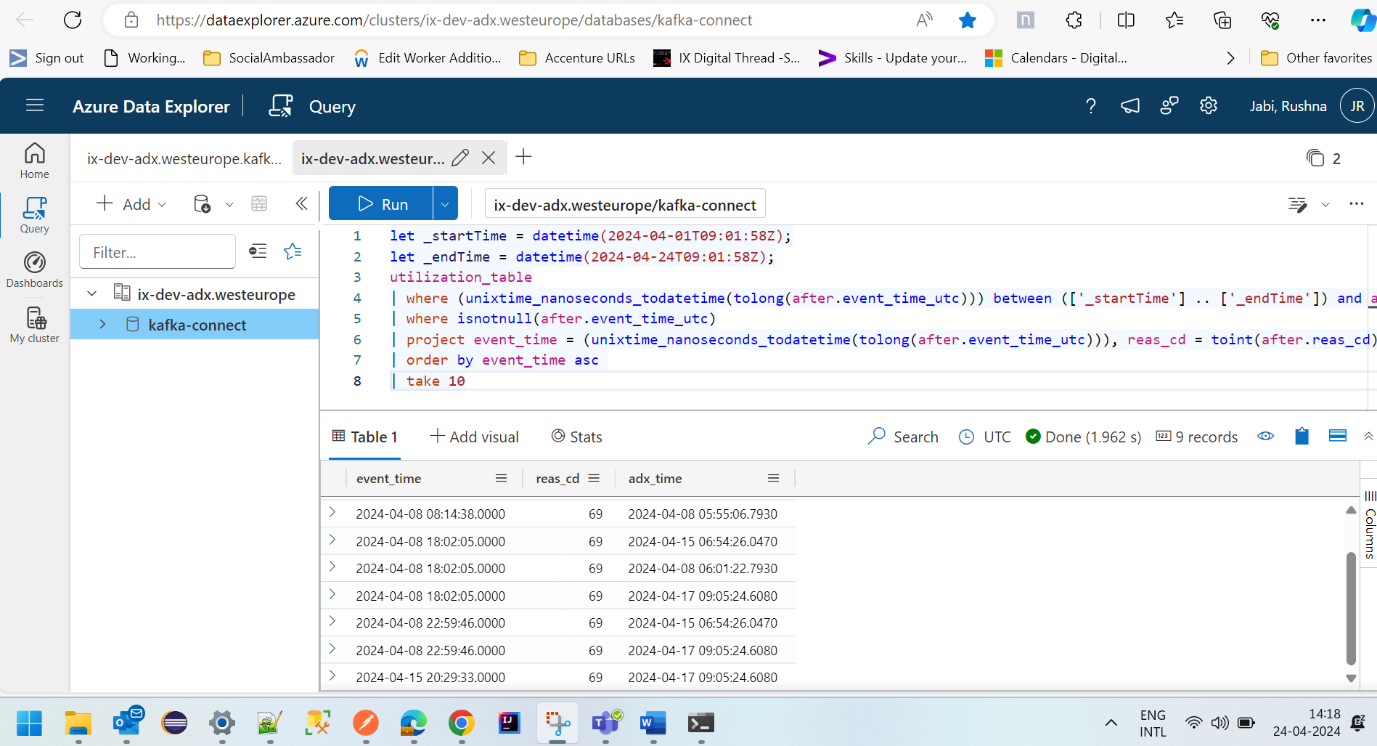 https://dataexplorer.azure.com/clusters/ix-dev-adx.westeurope/databases/kafka-connect
Sign out Working... SocialAmbassador Edit Worker Additio... Accenture URLs IX Digital Thread -S... Skills - Update your... Calendars - Digital... Other favorites
Azure Data Explorer Query Jabi, Rushna JR
Home
Query
Dashboards
My cluster
ix-dev-adx.westeurope.kafk... ix-dev-adx.westeur... 2
Add Run ix-dev-adx.westeurope/kafka-connect
Filter...
ix-dev-adx.westeurope
kafka-connect
1 let _startTime = datetime(2024-04-01T09:01:58Z);
2 let _endTime = datetime(2024-04-24T09:01:58Z);
3 utilization_table
4 | where (unixtime_nanoseconds_todatetime(tolong(after.event_time_utc))) between (['_startTime'] .. ['_endTime']) and a
5 | where isnotnull(after.event_time_utc)
6 | project event_time = (unixtime_nanoseconds_todatetime(tolong(after.event_time_utc))), reas_cd = toint(after.reas_cd)
7 | order by event_time asc
8 | take 10
Table 1 Add visual Stats Search UTC Done (1.962 s) 9 records
event_time reas_cd adx_time
2024-04-08 08:14:38.0000 69 2024-04-08 05:55:06.7930
2024-04-08 18:02:05.0000 69 2024-04-15 06:54:26.0470
2024-04-08 18:02:05.0000 69 2024-04-08 06:01:22.7930
2024-04-08 18:02:05.0000 69 2024-04-17 09:05:24.6080
2024-04-08 22:59:46.0000 69 2024-04-15 06:54:26.0470
2024-04-08 22:59:46.0000 69 2024-04-17 09:05:24.6080
2024-04-15 20:29:33.0000 69 2024-04-17 09:05:24.6080
Columns
ENG
INTL
14:18
24-04-2024